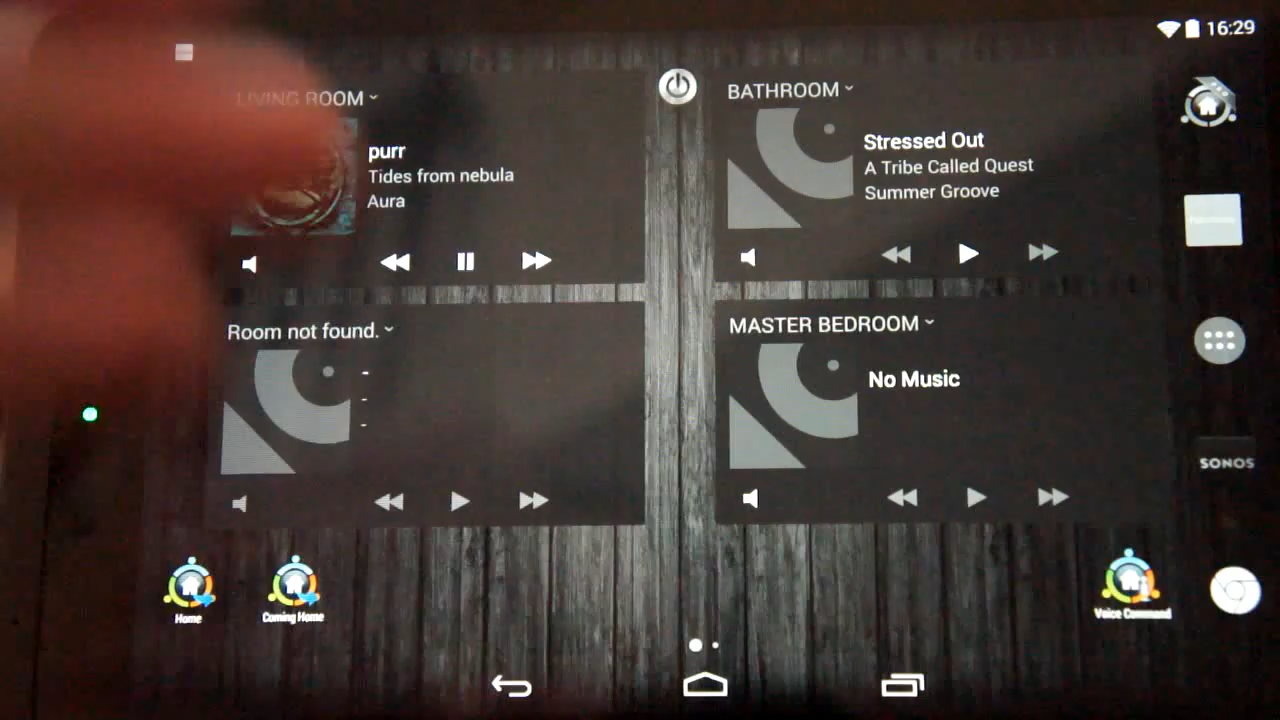 16:29
LIVING ROOM
purr
Tides from nebula
Aura
BATHROOM
Stressed Out
A Tribe Called Quest
Summer Groove
Room not found.
-
-
-
MASTER BEDROOM
No Music
SONOS
Home
Coming Home
Voice Command